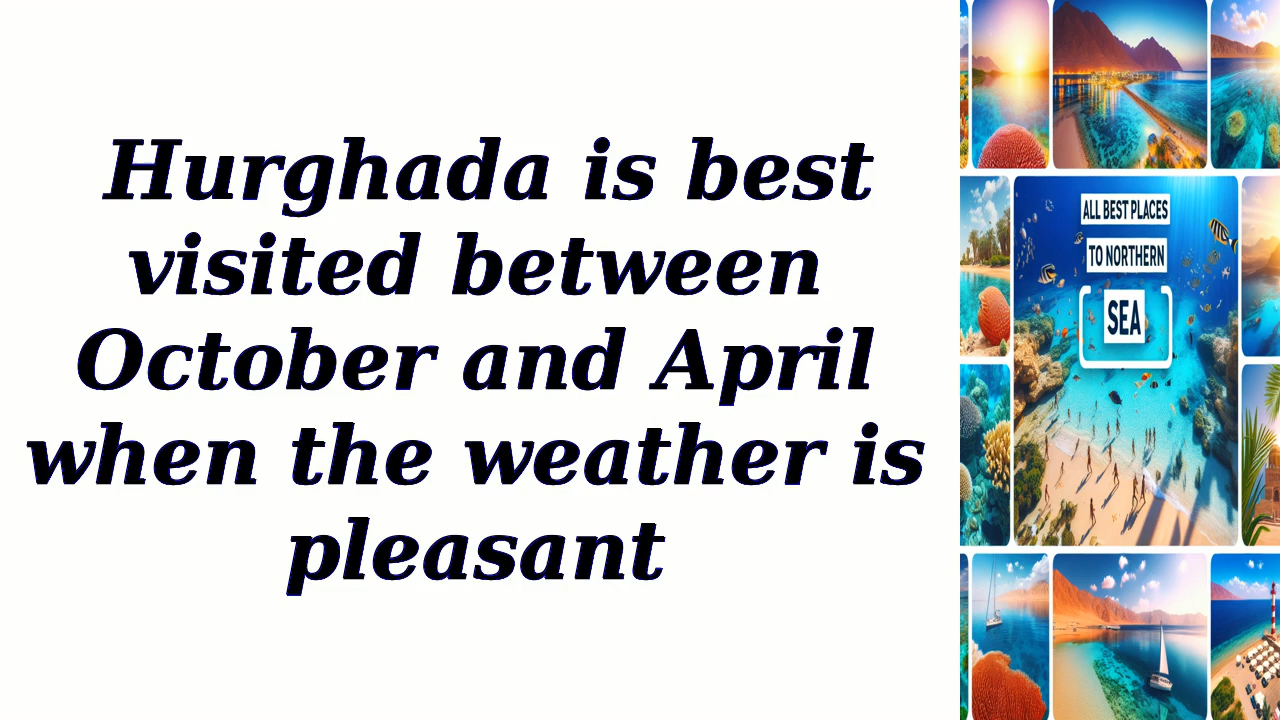 Hurghada is best
visited between
October and April
when the weather is
pleasant
ALL BEST PLACES
TO NORTHERN
SEA